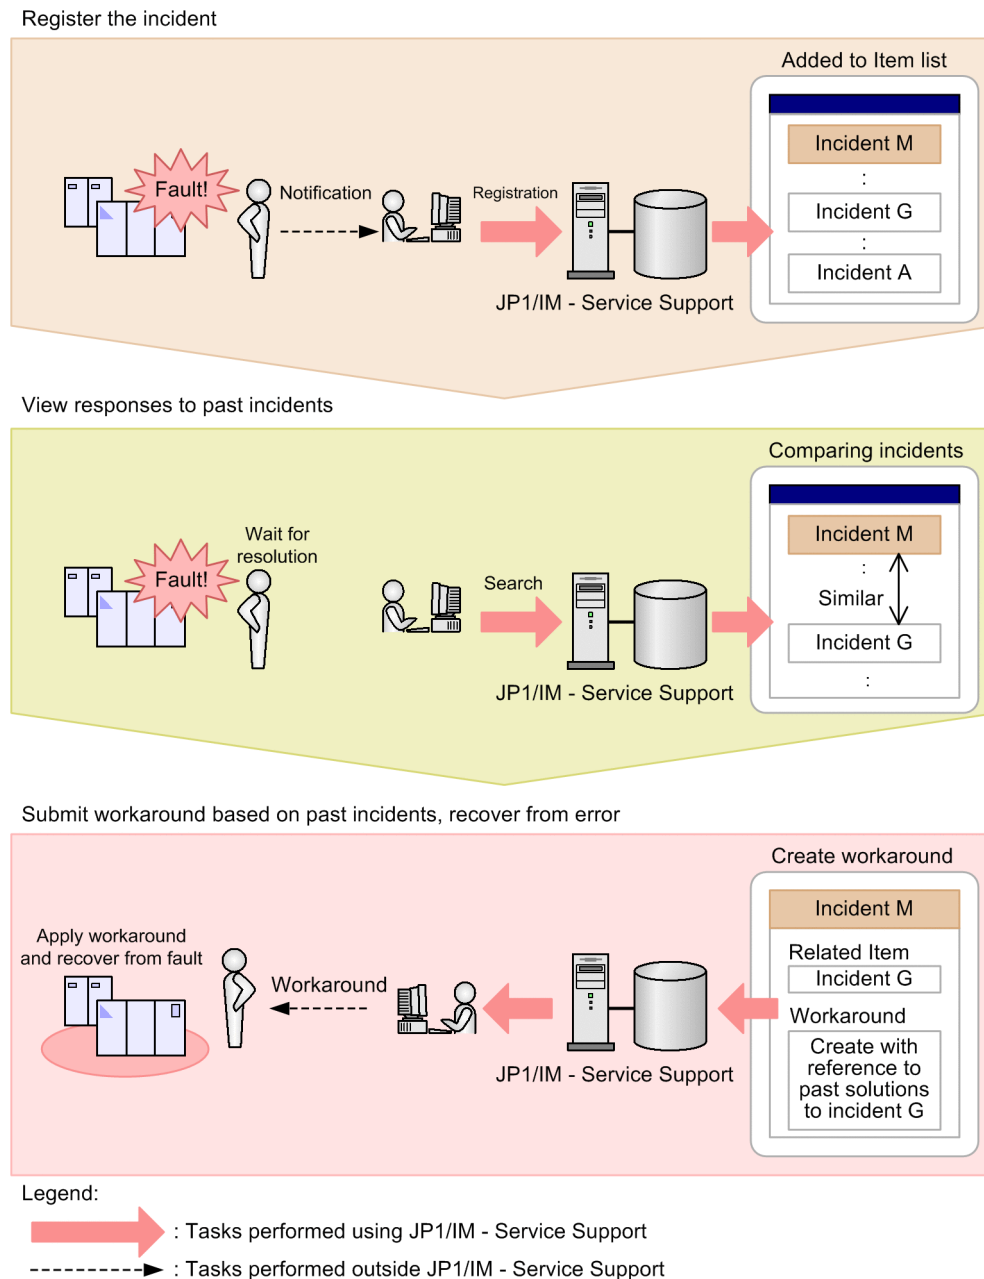 Register the incident
Added to Item list
Incident M
:
Incident G
:
Incident A
Fault!
Notification
Registration
JP1/IM - Service Support
View responses to past incidents
Comparing incidents
Incident M
:
Similar
Incident G
:
Wait for
resolution
Fault!
Search
JP1/IM - Service Support
Submit workaround based on past incidents, recover from error
Create workaround
Incident M
Related Item
Incident G
Workaround
Create with
reference to
past solutions
to incident G
Apply workaround
and recover from fault
Workaround
JP1/IM - Service Support
Legend:
: Tasks performed using JP1/IM - Service Support
: Tasks performed outside JP1/IM - Service Support